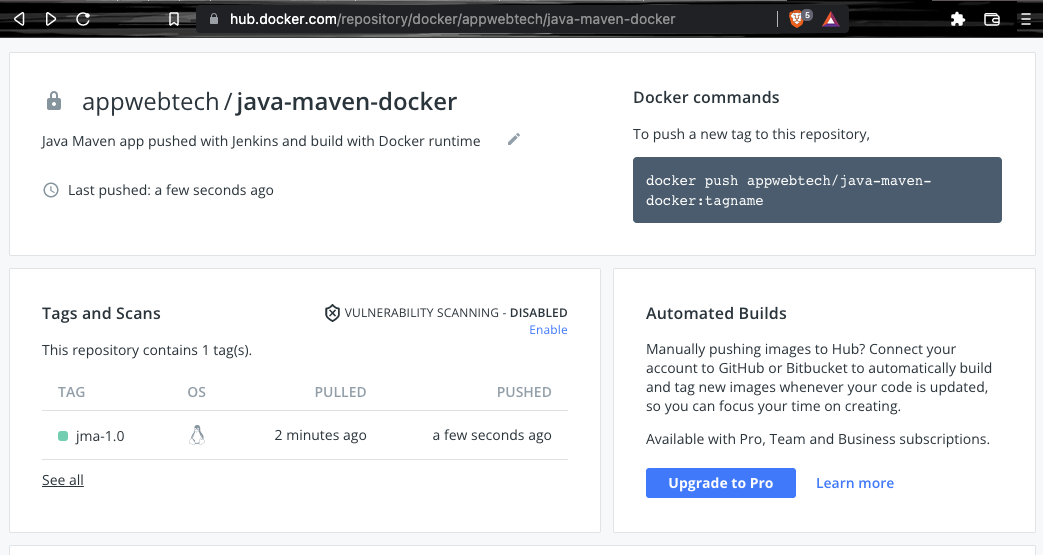 hub.docker.com/repository/docker/appwebtech/java-maven-docker
5
appwebtech/java-maven-docker
Java Maven app pushed with Jenkins and build with Docker runtime
Last pushed: a few seconds ago
Docker commands
To push a new tag to this repository,
docker push appwebtech/java-maven-
docker:tagname
Tags and Scans
VULNERABILITY SCANNING - DISABLED
Enable
This repository contains 1 tag(s).
TAG OS PULLED PUSHED
jma-1.0 2 minutes ago a few seconds ago
See all
Automated Builds
Manually pushing images to Hub? Connect your
account to GitHub or Bitbucket to automatically build
and tag new images whenever your code is updated,
so you can focus your time on creating.
Available with Pro, Team and Business subscriptions.
Upgrade to Pro Learn more